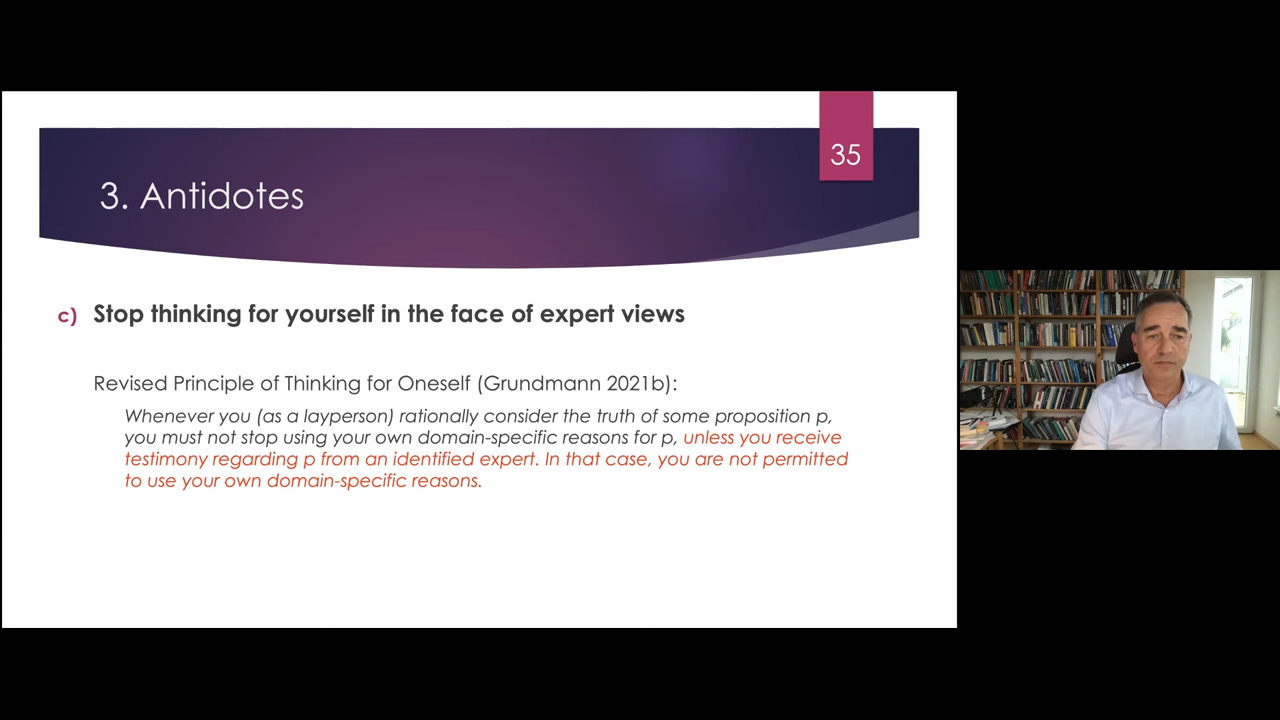 35
3. Antidotes
c) Stop thinking for yourself in the face of expert views
Revised Principle of Thinking for Oneself (Grundmann 2021b):
Whenever you (as a layperson) rationally consider the truth of some proposition p,
you must not stop using your own domain-specific reasons for p, unless you receive
testimony regarding p from an identified expert. In that case, you are not permitted
to use your own domain-specific reasons.